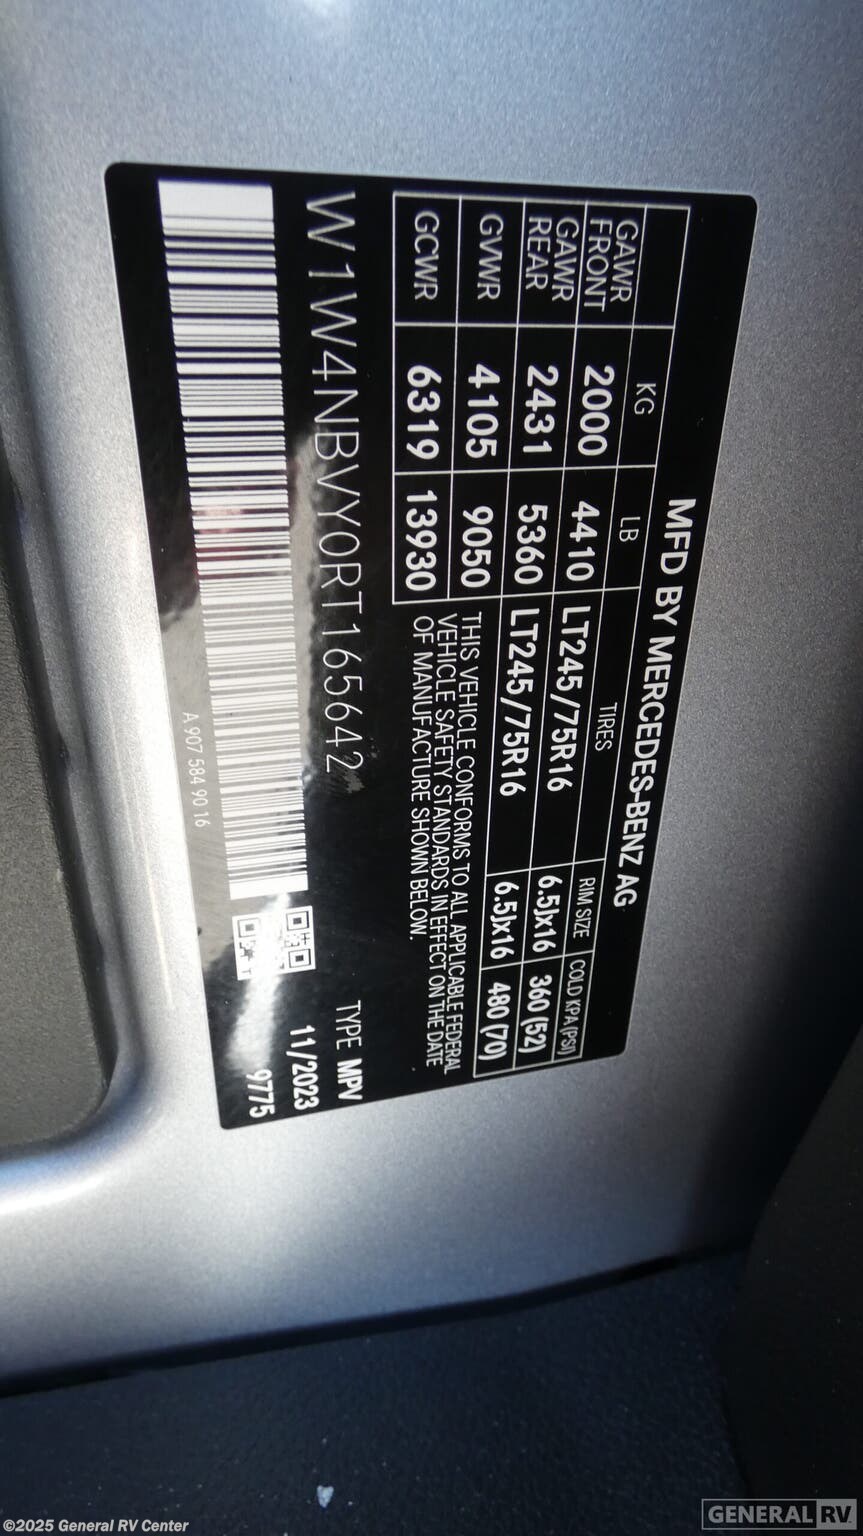 MFD BY MERCEDES-BENZ AG
KG LB TIRES RIM SIZE COLD KPA (PSI)
GAWR FRONT 2000 4410 LT245/75R16 6.5Jx16 360 (52)
GAWR REAR 2431 5360 LT245/75R16 6.5Jx16 480 (70)
GVWR 4105 9050
GCWR 6319 13930
THIS VEHICLE CONFORMS TO ALL APPLICABLE FEDERAL
VEHICLE SAFETY STANDARDS IN EFFECT ON THE DATE
OF MANUFACTURE SHOWN BELOW.
W1W4NBVY0RT165642
TYPE MPV
11/2023
9775
A 907 584 90 16
©2025 General RV Center
GENERAL RV